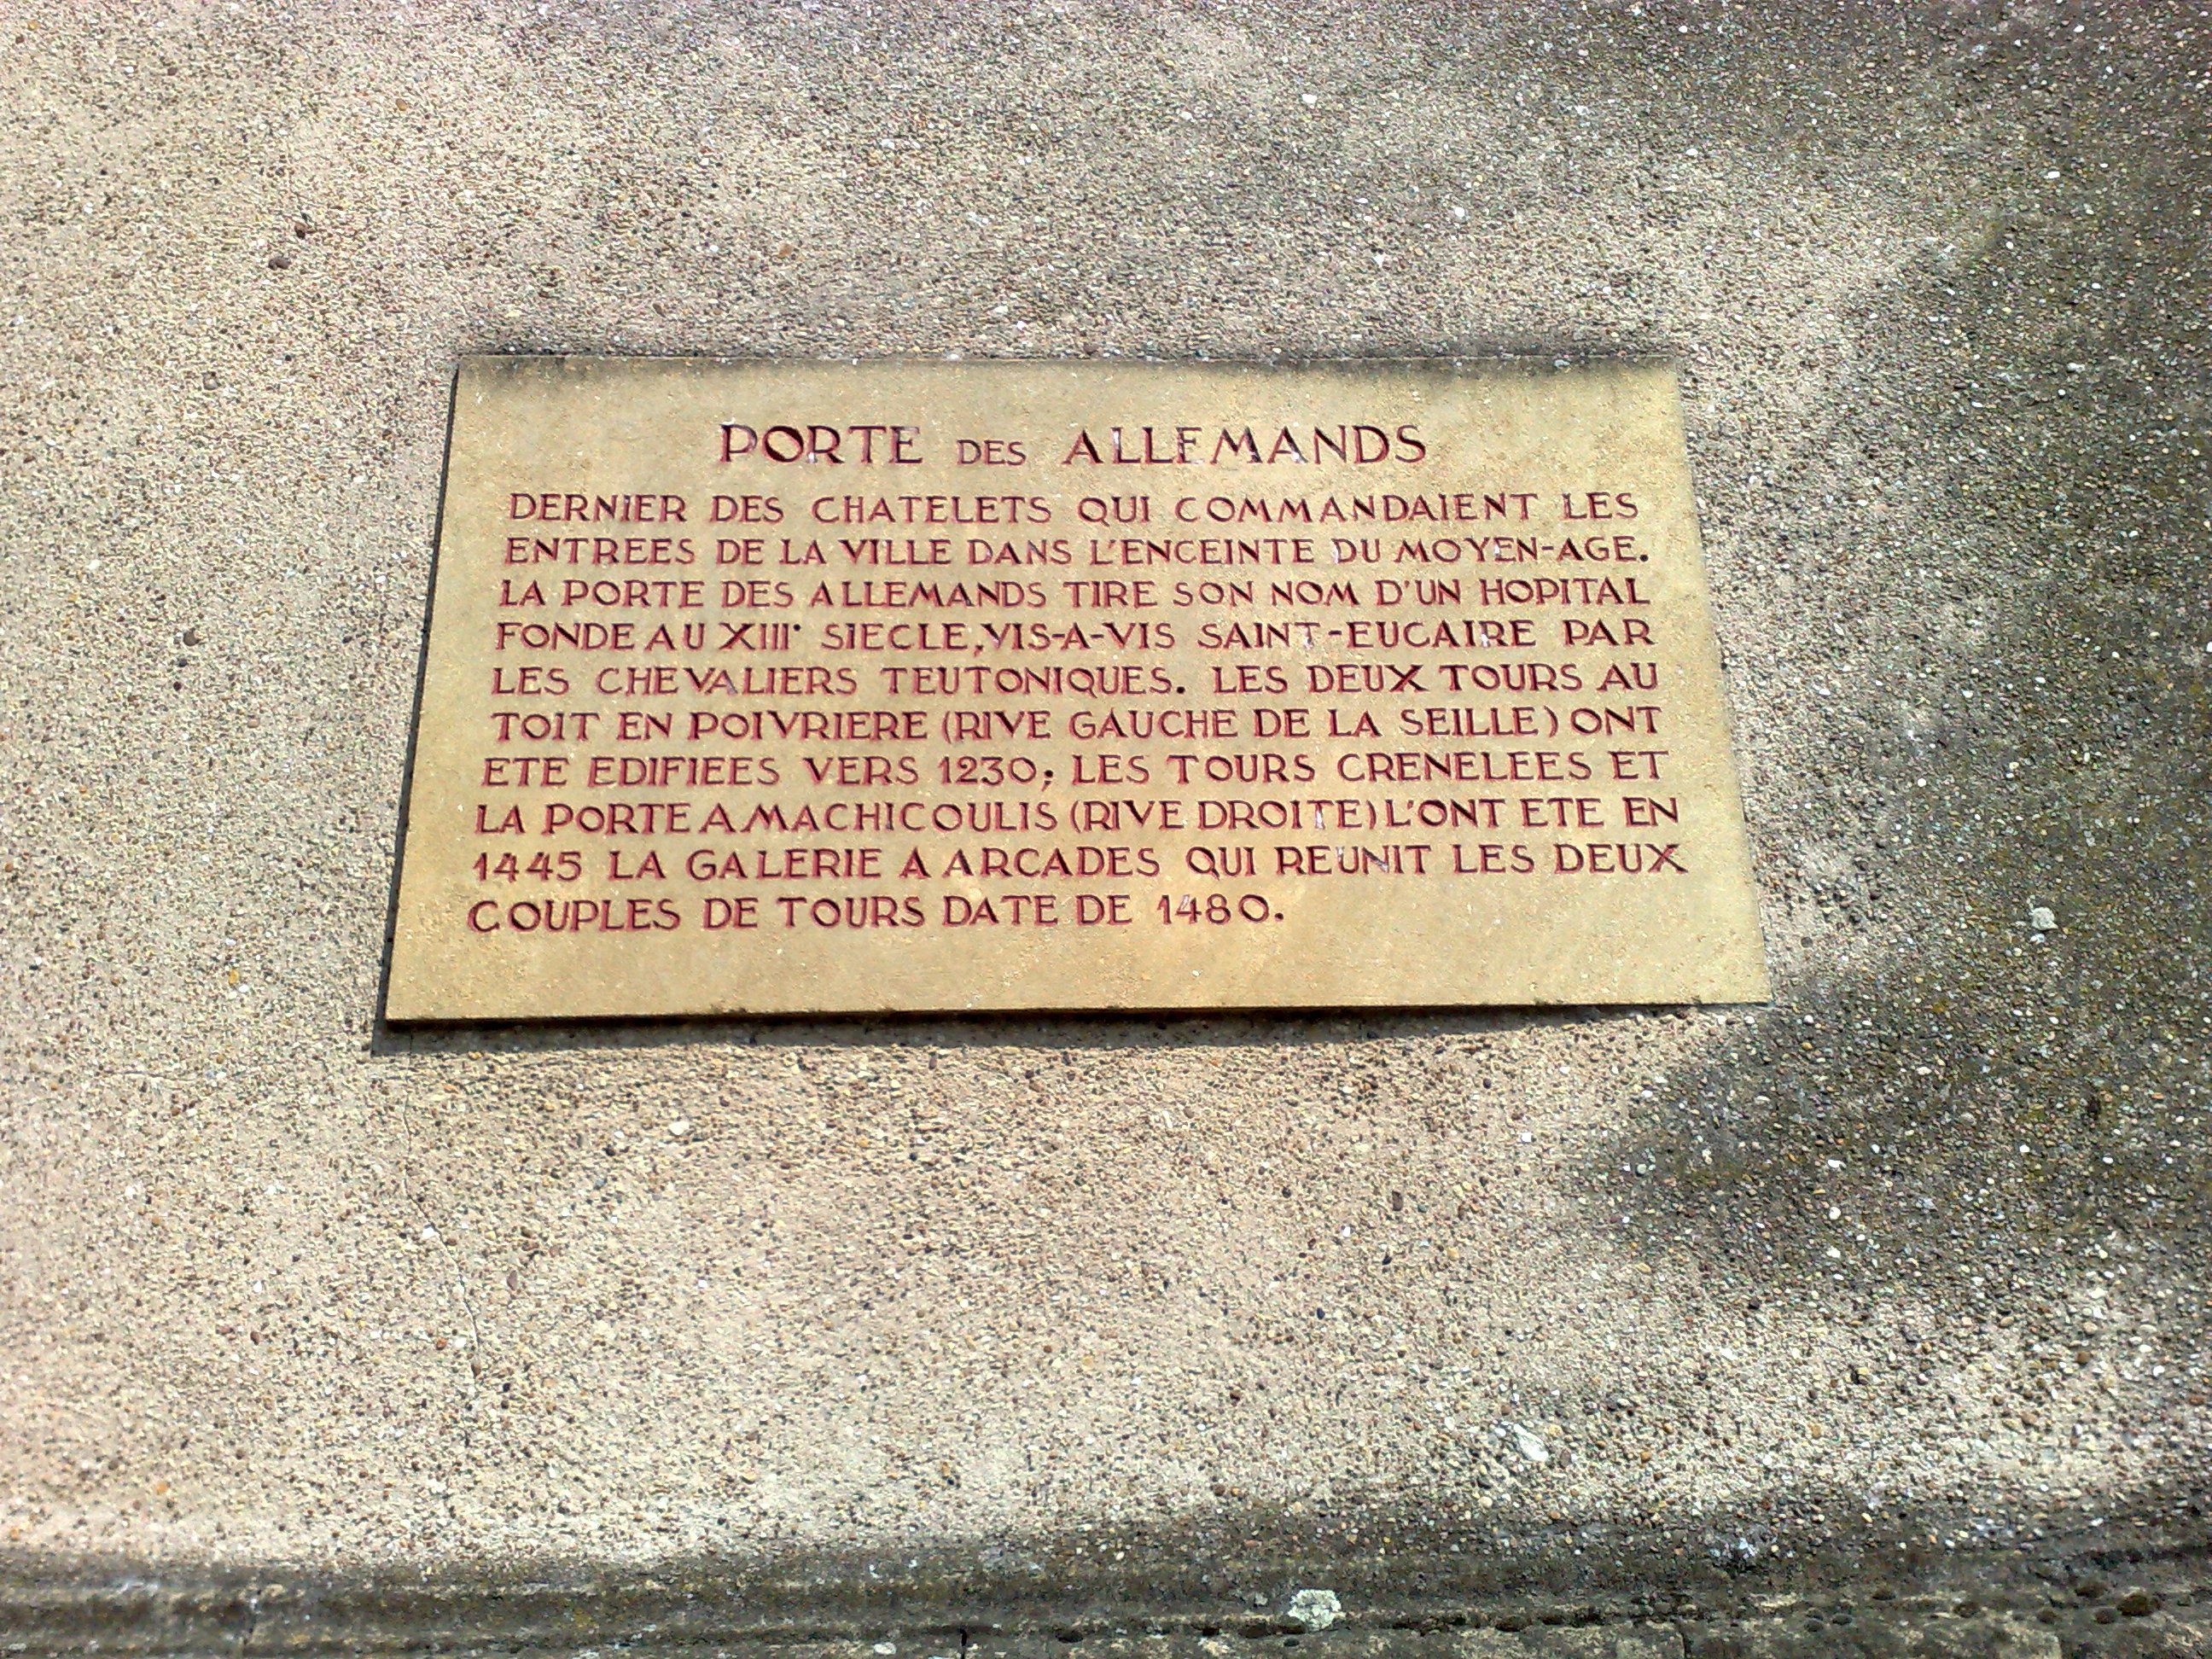 PORTE DES ALLEMANDS
DERNIER DES CHATELETS QUI COMMANDAIENT LES
ENTREES DE LA VILLE DANS L'ENCEINTE DU MOYEN-AGE.
LA PORTE DES ALLEMANDS TIRE SON NOM D'UN HOPITAL
FONDE AU XIII• SIECLE, VIS-A-VIS SAINT-EUCAIRE PAR
LES CHEVALIERS TEUTONIQUES. LES DEUX TOURS AU
TOIT EN POIVRIERE (RIVE GAUCHE DE LA SEILLE) ONT
ETE EDIFIEES VERS 1230; LES TOURS CRENELEES ET
LA PORTE A MACHICOULIS (RIVE DROITE) L'ONT ETE EN
1445 LA GALERIE A ARCADES QUI REUNIT LES DEUX
COUPLES DE TOURS DATE DE 1480.